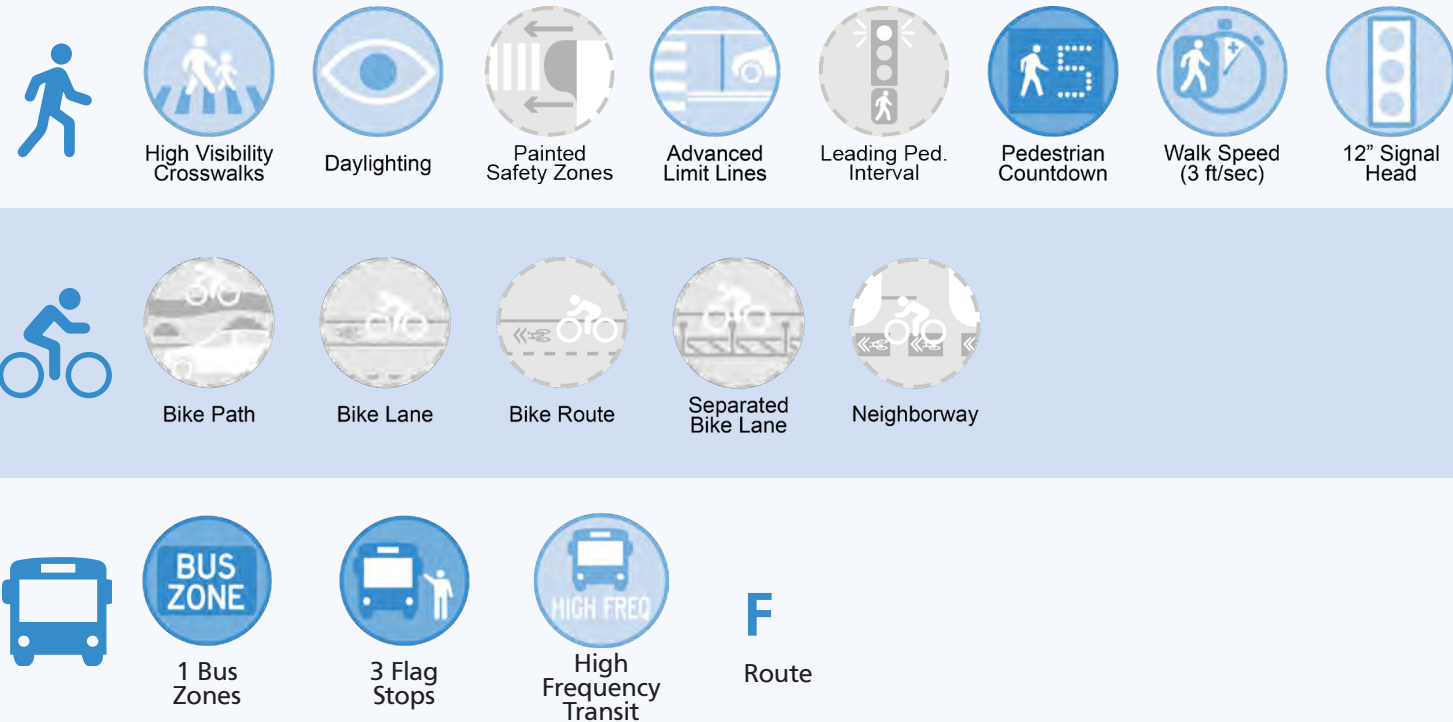 5
High Visibility
Crosswalks
Daylighting
Painted
Safety Zones
Advanced
Limit Lines
Leading Ped.
Interval
Pedestrian
Countdown
Walk Speed
(3 ft/sec)
12” Signal
Head
Bike Path
Bike Lane
Bike Route
Separated
Bike Lane
Neighborway
BUS
ZONE
1 Bus
Zones
3 Flag
Stops
HIGH FREQ
High
Frequency
Transit
F
Route